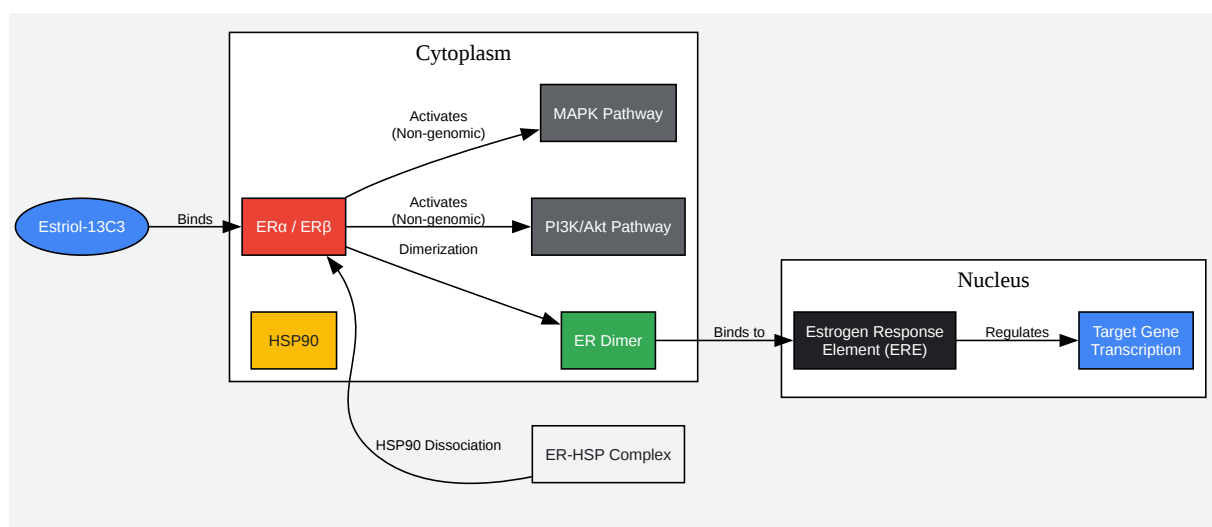 Cytoplasm
MAPK Pathway
Activates
(Non-genomic)
Estriol-13C3
Binds
ERα / ERβ
Activates
(Non-genomic)
PI3K/Akt Pathway
Dimerization
HSP90
ER Dimer
Binds to
Nucleus
Estrogen Response
Element (ERE)
Regulates
Target Gene
Transcription
HSP90 Dissociation
ER-HSP Complex